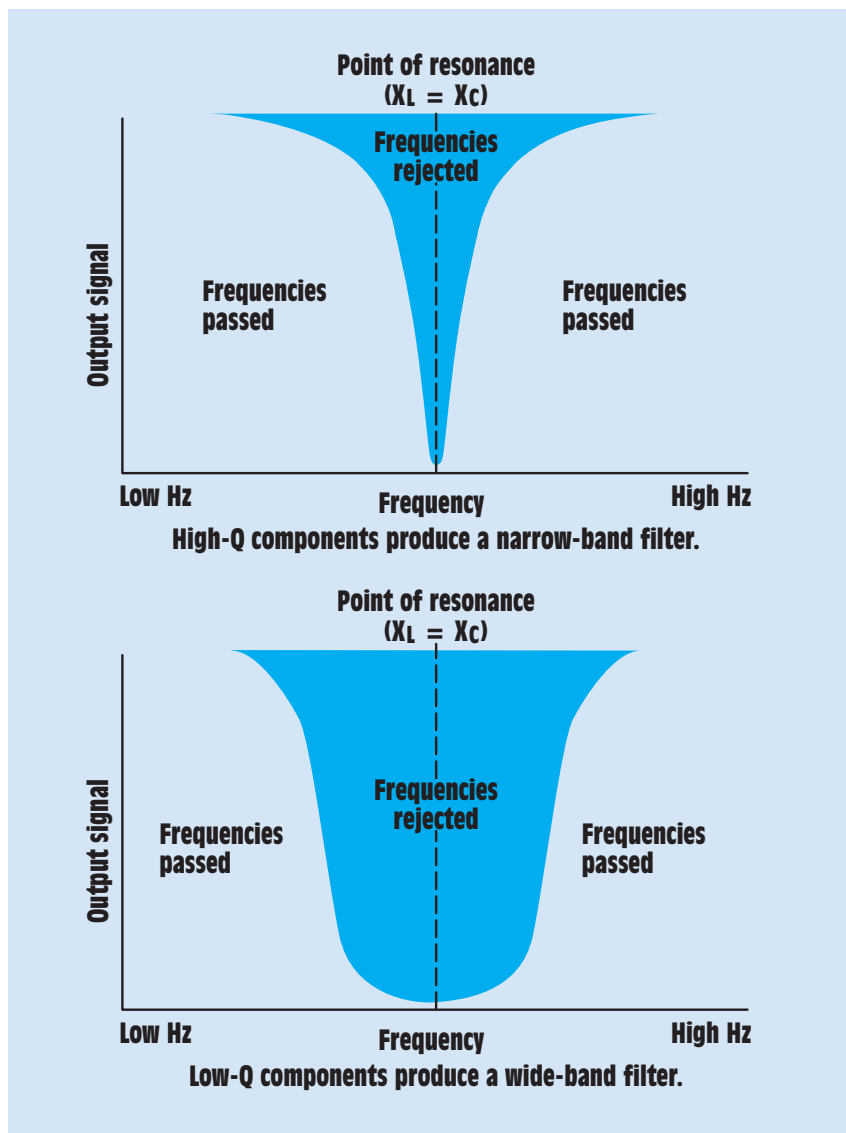 Point of resonance
(XL = XC)
Frequencies
rejected
Output signal
Frequencies
passed
Frequencies
passed
Low Hz
Frequency
High Hz
High-Q components produce a narrow-band filter.
Point of resonance
(XL = XC)
Frequencies
rejected
Output signal
Frequencies
passed
Frequencies
passed
Low Hz
Frequency
High Hz
Low-Q components produce a wide-band filter.